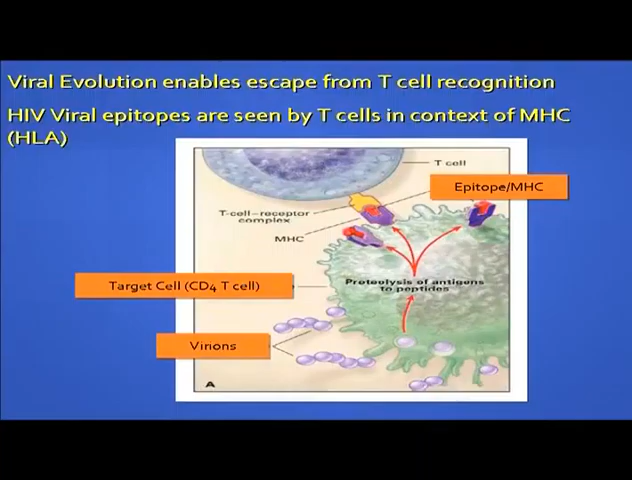 Viral Evolution enables escape from T cell recognition
HIV Viral epitopes are seen by T cells in context of MHC
(HLA)
T cell
Epitope/MHC
T-cell-receptor
complex
MHC
Proteolysis of antigens
to peptides
Target Cell (CD4 T cell)
Virions
A